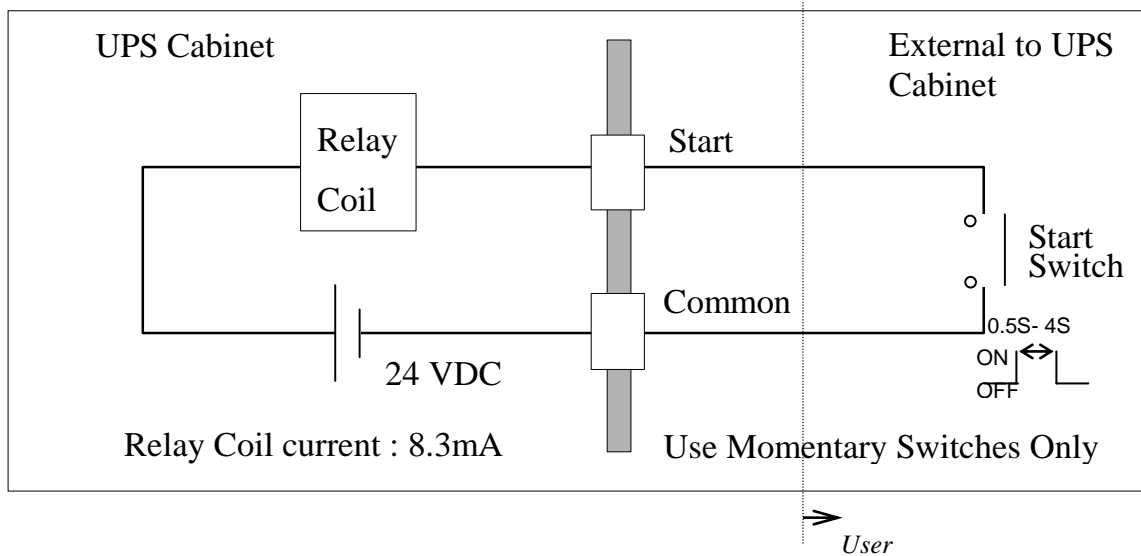 UPS Cabinet
External to UPS
Cabinet
Relay
Coil
Start
Start
Switch
Common
0.5S- 4S
ON
OFF
24 VDC
Relay Coil current : 8.3mA
Use Momentary Switches Only
User